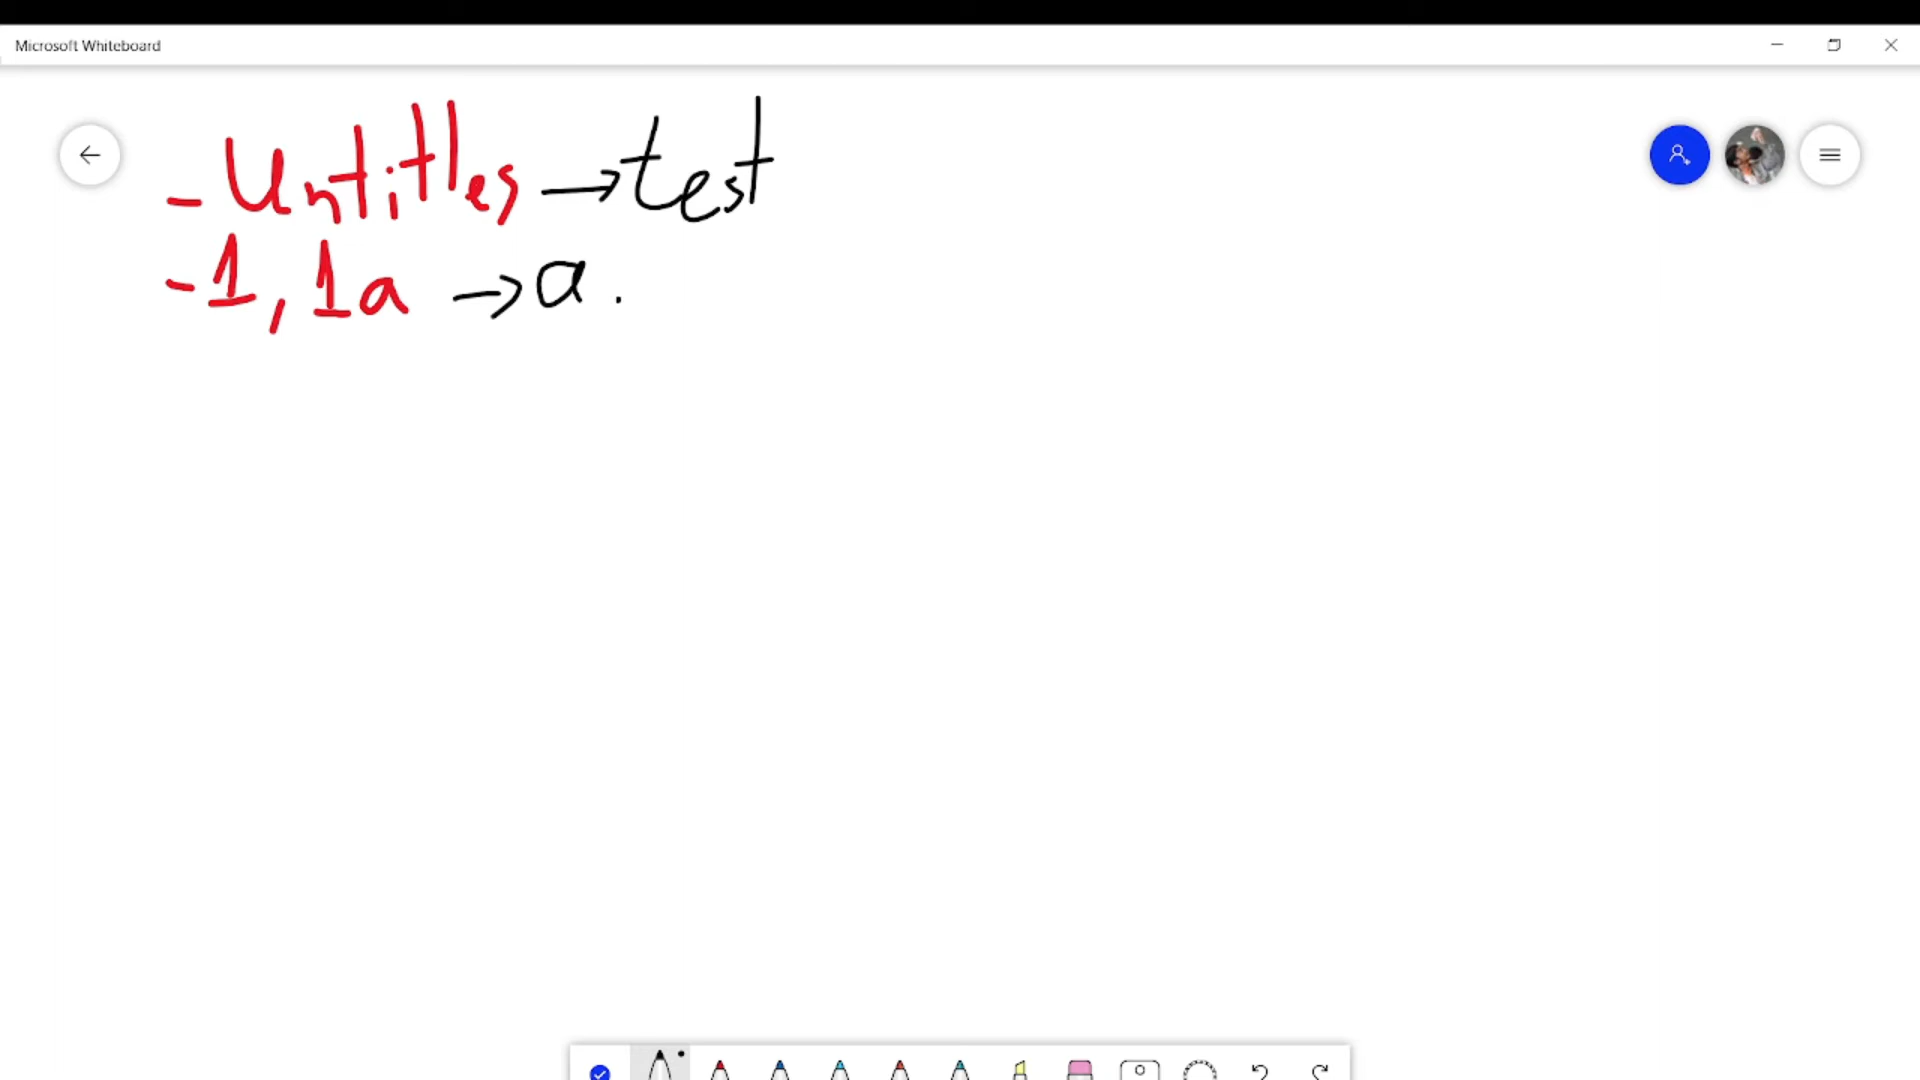 Microsoft Whiteboard
- Untitles → test
- 1, 1a → a .